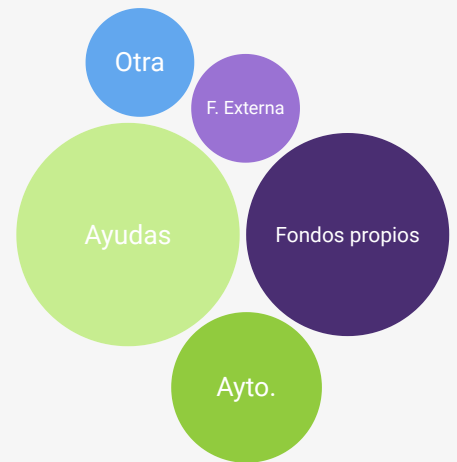 Otra
F. Externa
Ayudas
Fondos propios
Ayto.